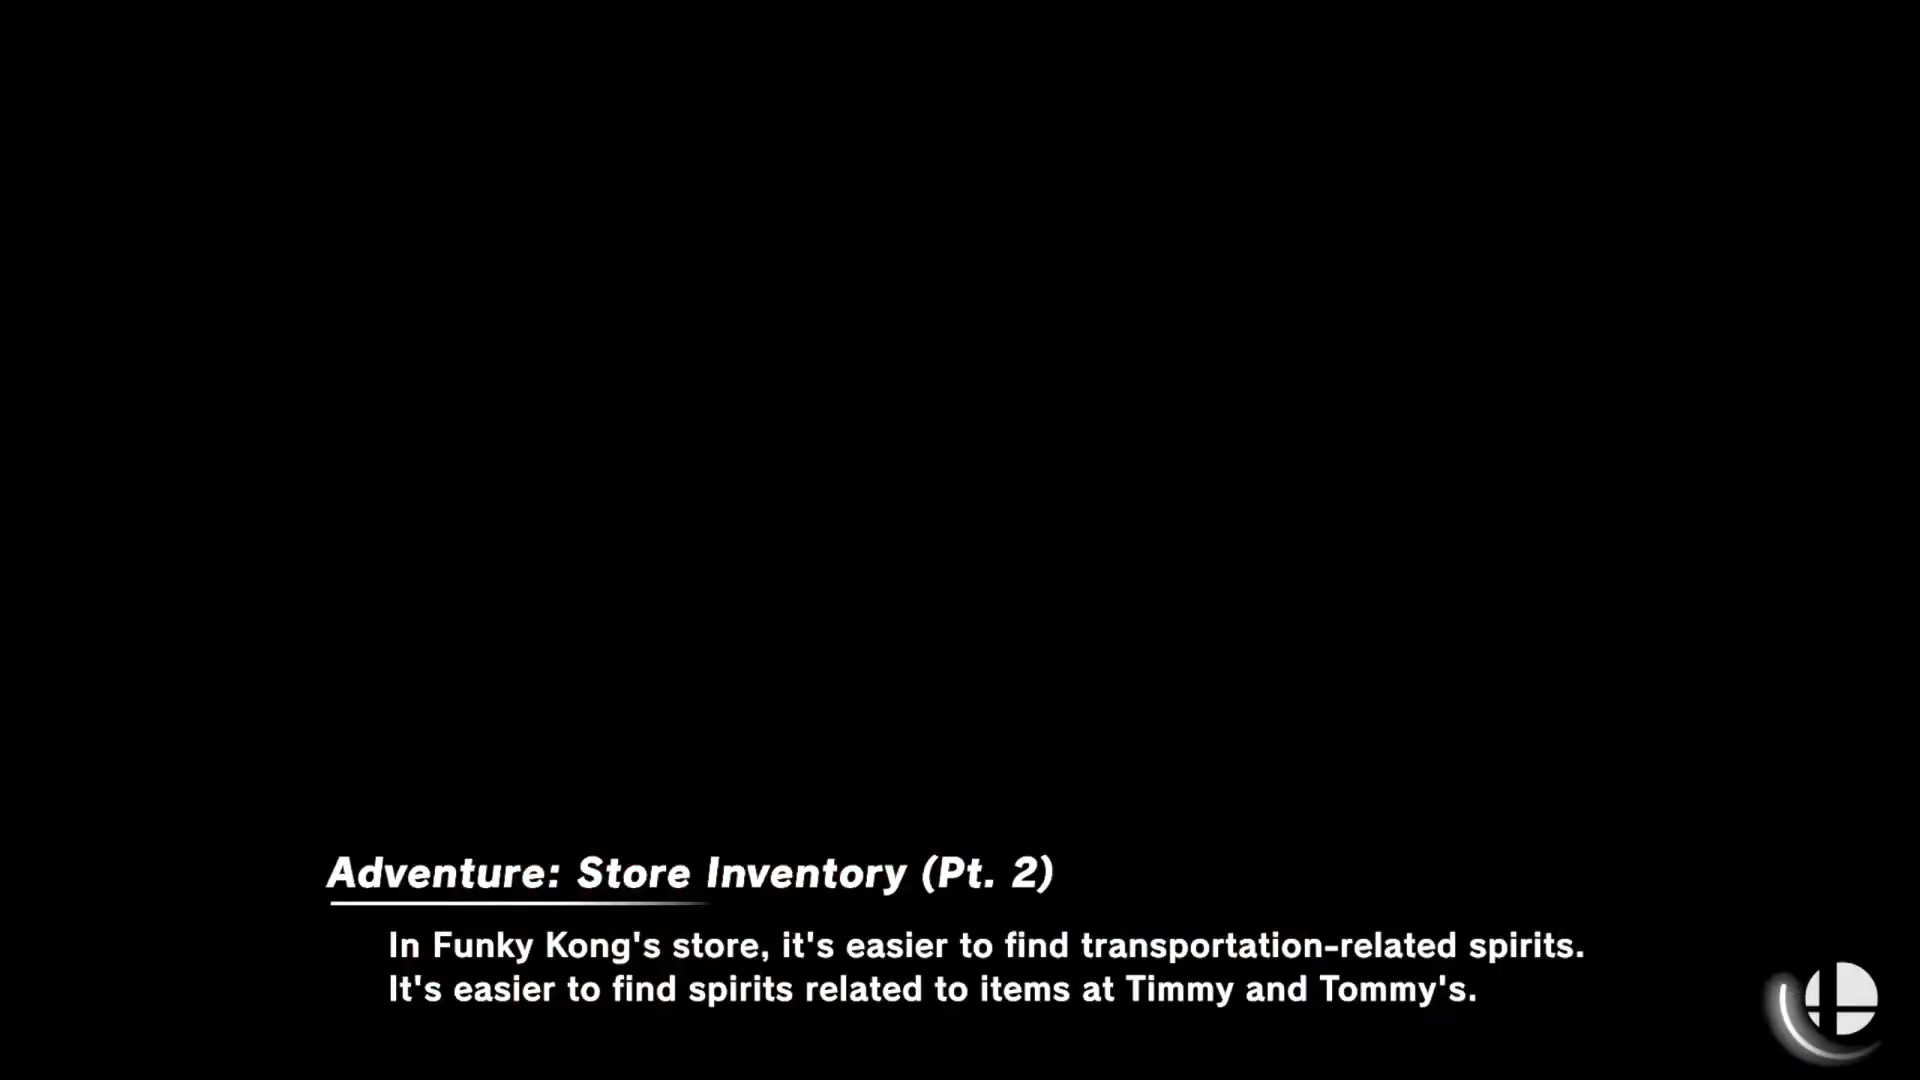 Adventure: Store Inventory (Pt. 2)
In Funky Kong's store, it's easier to find transportation-related spirits.
It's easier to find spirits related to items at Timmy and Tommy's.